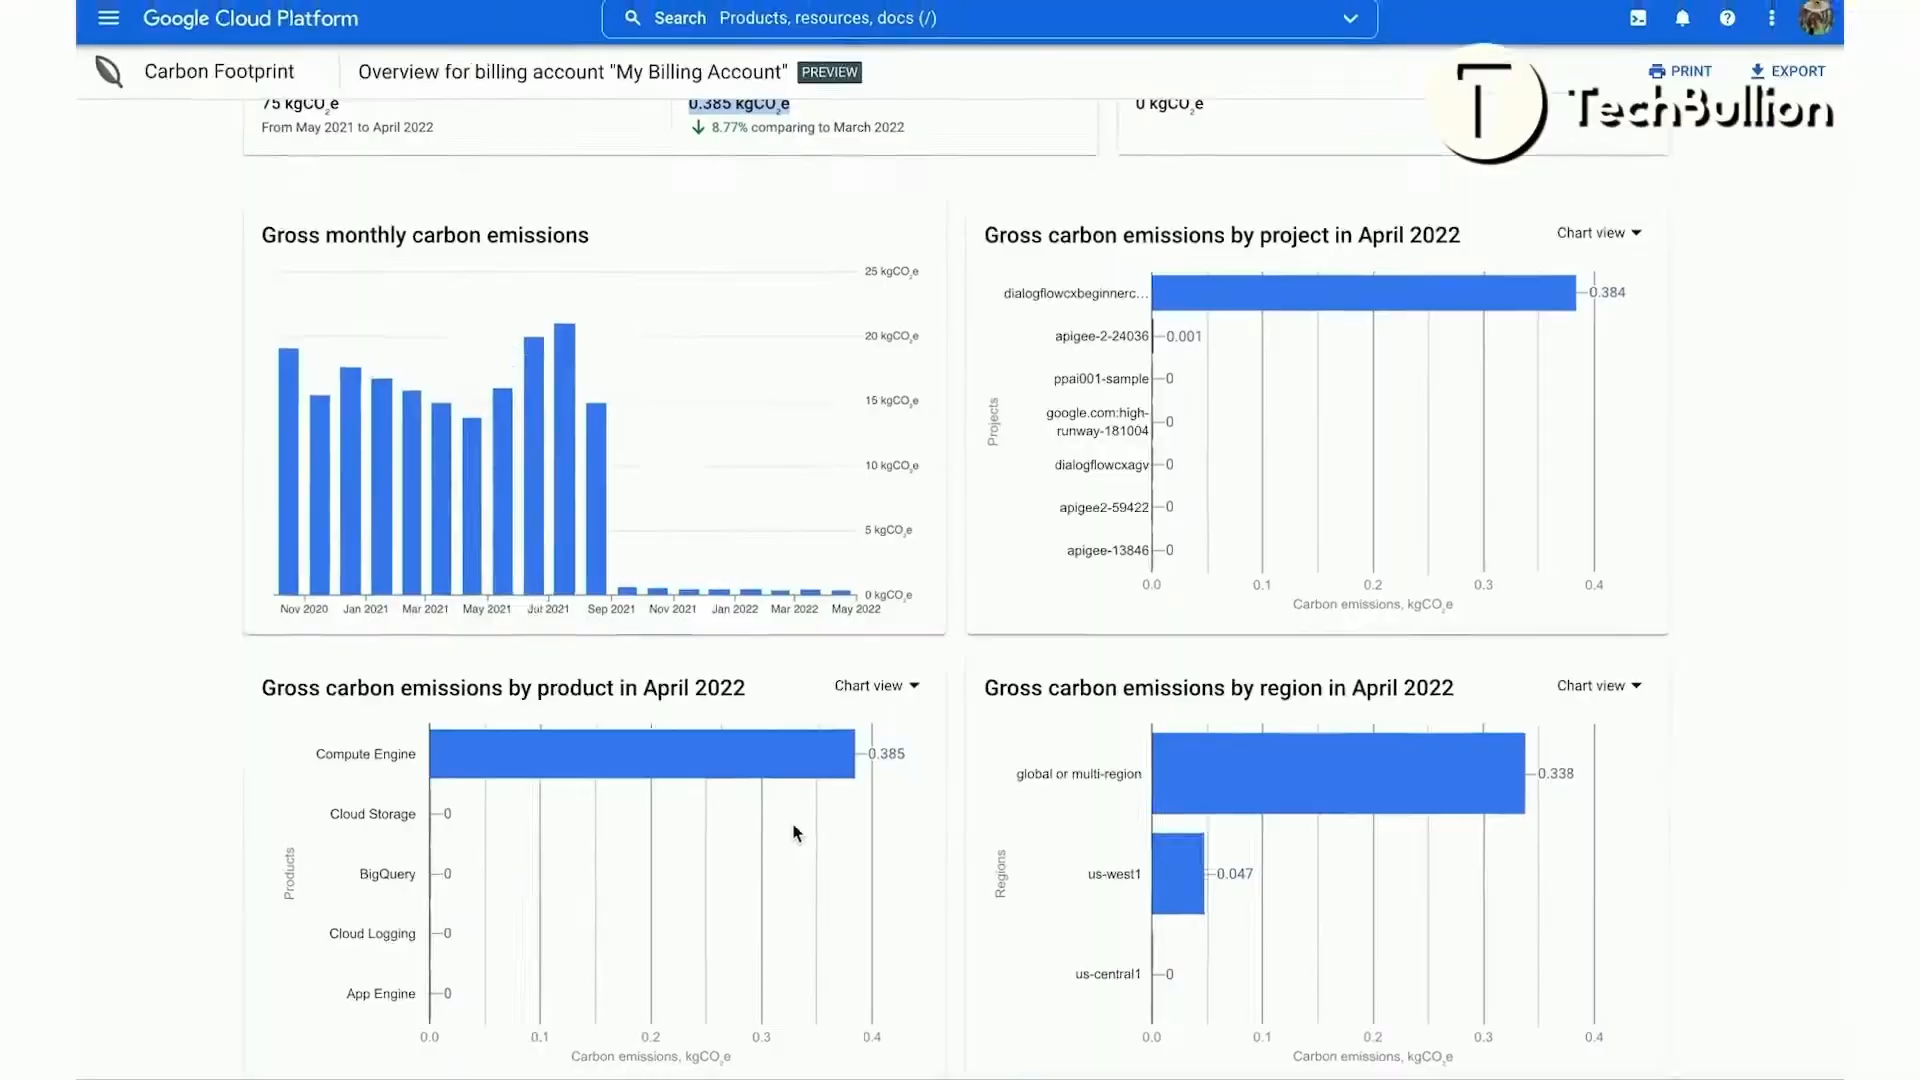 Google Cloud Platform
Search Products, resources, docs (/)
Carbon Footprint
Overview for billing account "My Billing Account" PREVIEW
PRINT
EXPORT
T
TechBullion
75 kgCO2e
0.385 kgCO2e
0 kgCO2e
From May 2021 to April 2022
8.77% comparing to March 2022
Gross monthly carbon emissions
25 kgCO2e
20 kgCO2e
15 kgCO2e
10 kgCO2e
5 kgCO2e
0 kgCO2e
Nov 2020 Jan 2021 Mar 2021 May 2021 Jul 2021 Sep 2021 Nov 2021 Jan 2022 Mar 2022 May 2022
Gross carbon emissions by project in April 2022
Chart view
Projects
dialogflowcxbeginnerc... 0.384
apigee-2-24036 0.001
ppai001-sample 0
google.com:high-
runway-181004 0
dialogflowcxagv 0
apigee2-59422 0
apigee-13846 0
0.0 0.1 0.2 0.3 0.4
Carbon emissions, kgCO2e
Gross carbon emissions by product in April 2022
Chart view
Products
Compute Engine 0.385
Cloud Storage 0
BigQuery 0
Cloud Logging 0
App Engine 0
0.0 0.1 0.2 0.3 0.4
Carbon emissions, kgCO2e
Gross carbon emissions by region in April 2022
Chart view
Regions
global or multi-region 0.338
us-west1 0.047
us-central1 0
0.0 0.1 0.2 0.3 0.4
Carbon emissions, kgCO2e